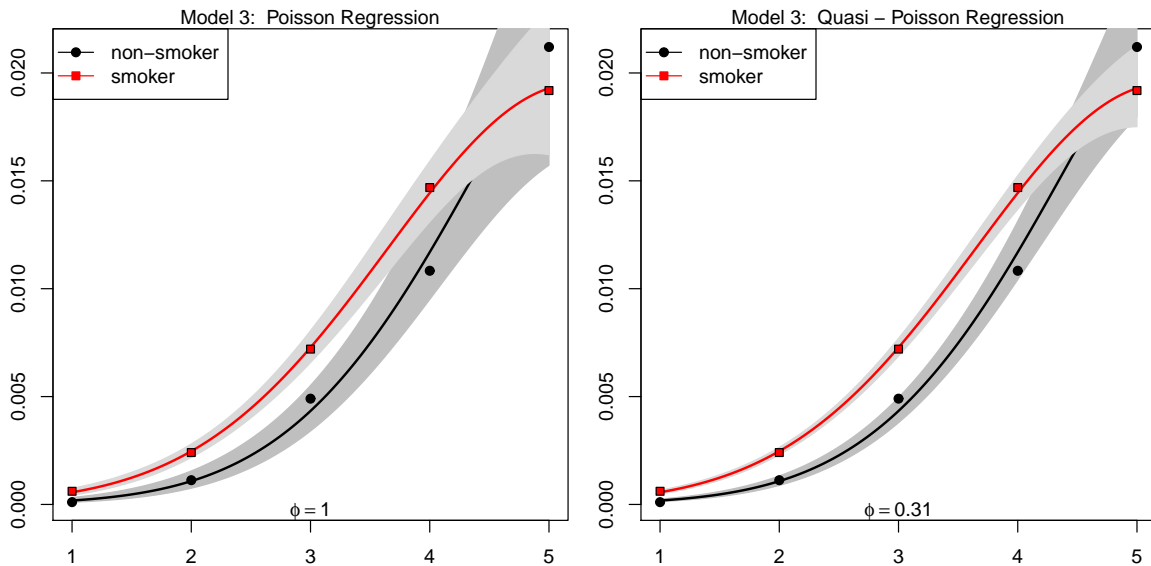 Model 3: Poisson Regression
non−smoker
smoker
0.020
0.015
0.010
0.005
0.000
ϕ = 1
1 2 3 4 5
Model 3: Quasi − Poisson Regression
non−smoker
smoker
0.020
0.015
0.010
0.005
0.000
ϕ = 0.31
1 2 3 4 5